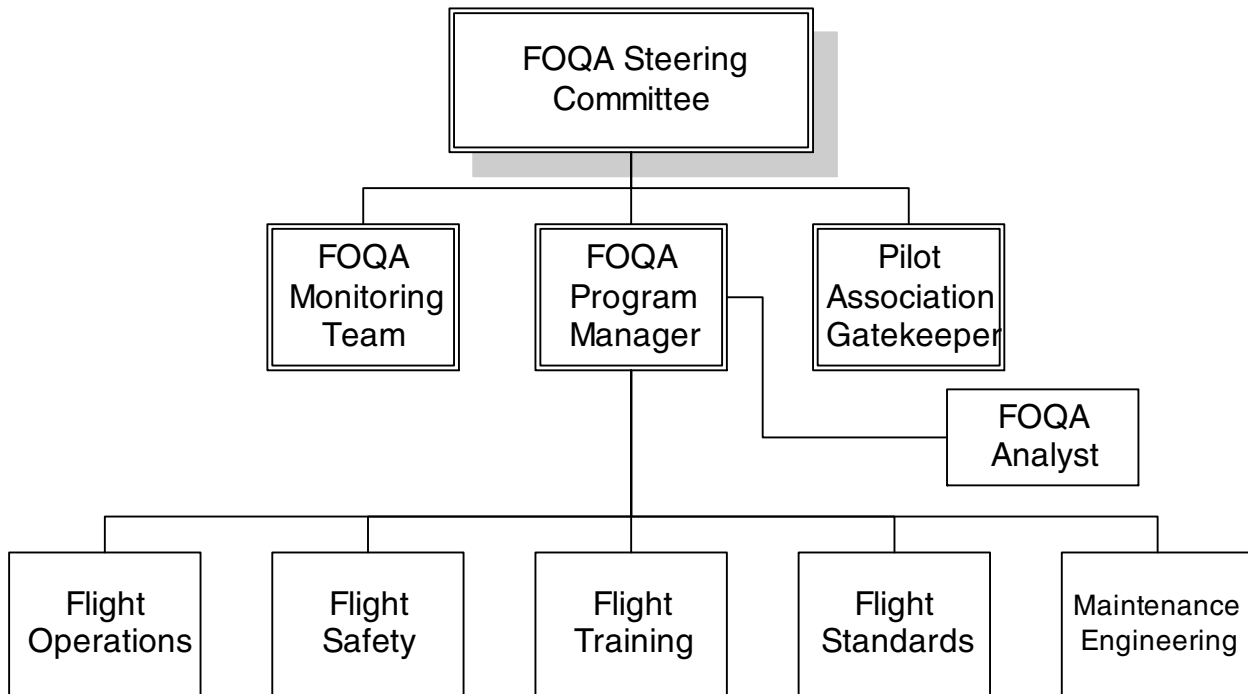 FOQA Steering
Committee
FOQA
Monitoring
Team
FOQA
Program
Manager
Pilot
Association
Gatekeeper
FOQA
Analyst
Flight
Operations
Flight
Safety
Flight
Training
Flight
Standards
Maintenance
Engineering